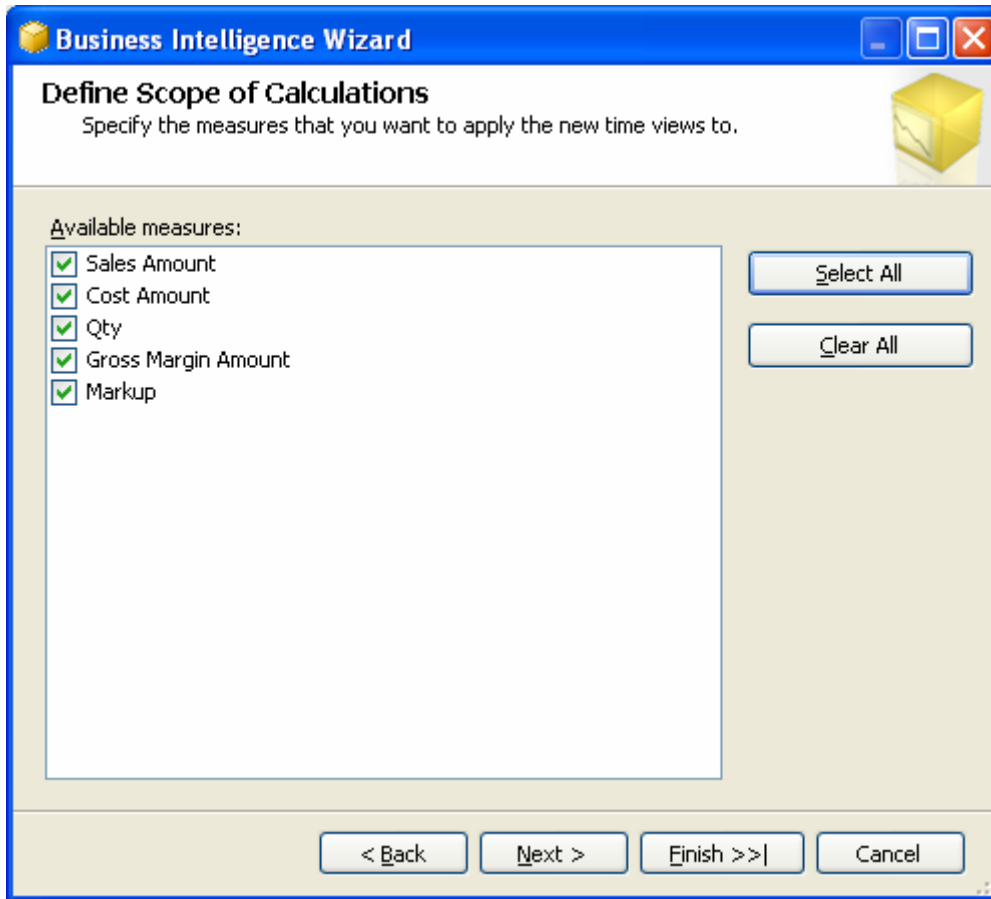 Business Intelligence Wizard
Define Scope of Calculations
Specify the measures that you want to apply the new time views to.
Available measures:
Sales Amount
Cost Amount
Qty
Gross Margin Amount
Markup
Select All
Clear All
< Back Next > Finish >>| Cancel